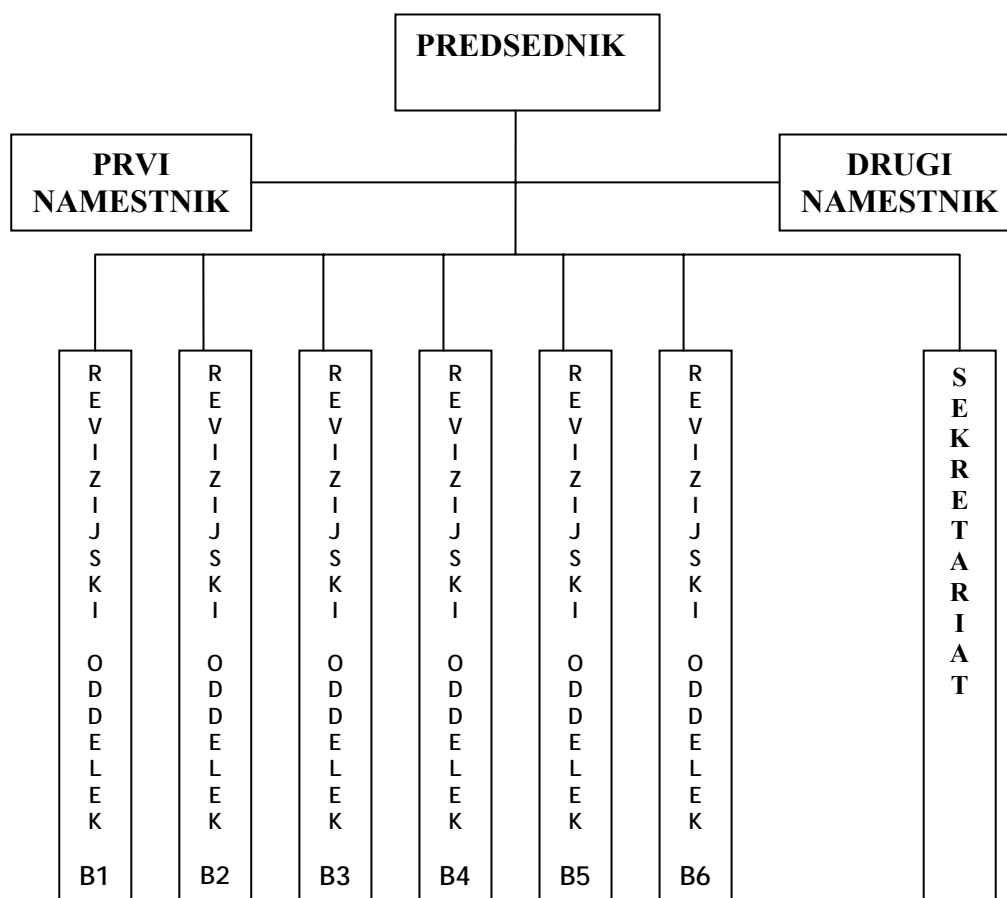 PREDSEDNIK
PRVI
NAMESTNIK
DRUGI
NAMESTNIK
REVIZIJSKI ODDELEK B1
REVIZIJSKI ODDELEK B2
REVIZIJSKI ODDELEK B3
REVIZIJSKI ODDELEK B4
REVIZIJSKI ODDELEK B5
REVIZIJSKI ODDELEK B6
SEKRETARIAT